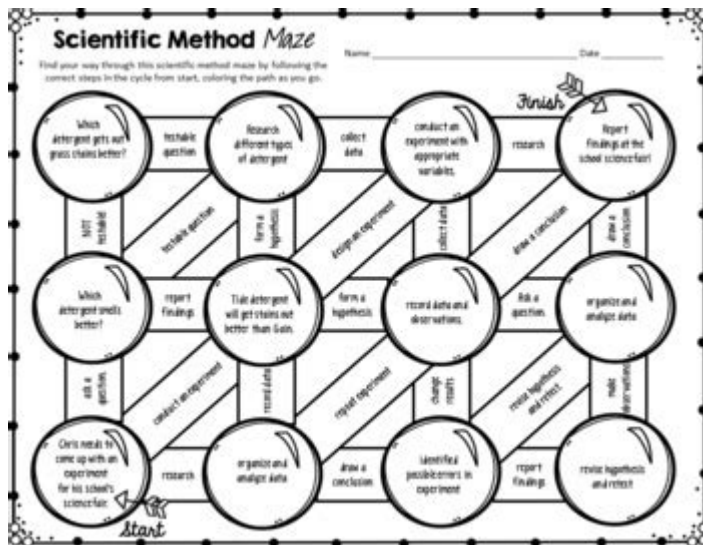 Scientific Method Maze
Name Date
Find your way through this scientific method maze by following the
correct steps in the cycle from start, coloring the path as you go.
Finish
Which
detergent gets out
grass stains better?
testable
question
Research
different types
of detergent
collect
data
conduct an
experiment with
appropriate
variables.
research
Report
findings at the
school science fair!
NOT
testable
testable question
form a
hypothesis
design an experiment
collect data
draw a conclusion
draw a
conclusion
Which
detergent smells
better?
report
findings
Tide detergent
will get stains out
better than Gain.
form a
hypothesis
record data and
observations.
Ask a
question.
organize and
analyze data
ask a
question.
conduct an experiment
record data
repeat experiment
change
results
revise hypothesis
and retest
make
observations
Chris needs to
come up with an
experiment
for his school's
science fair.
research
organize and
analyze data
draw a
conclusion
Identified
possible errors in
experiment
report
findings
revise hypothesis
and retest
Start